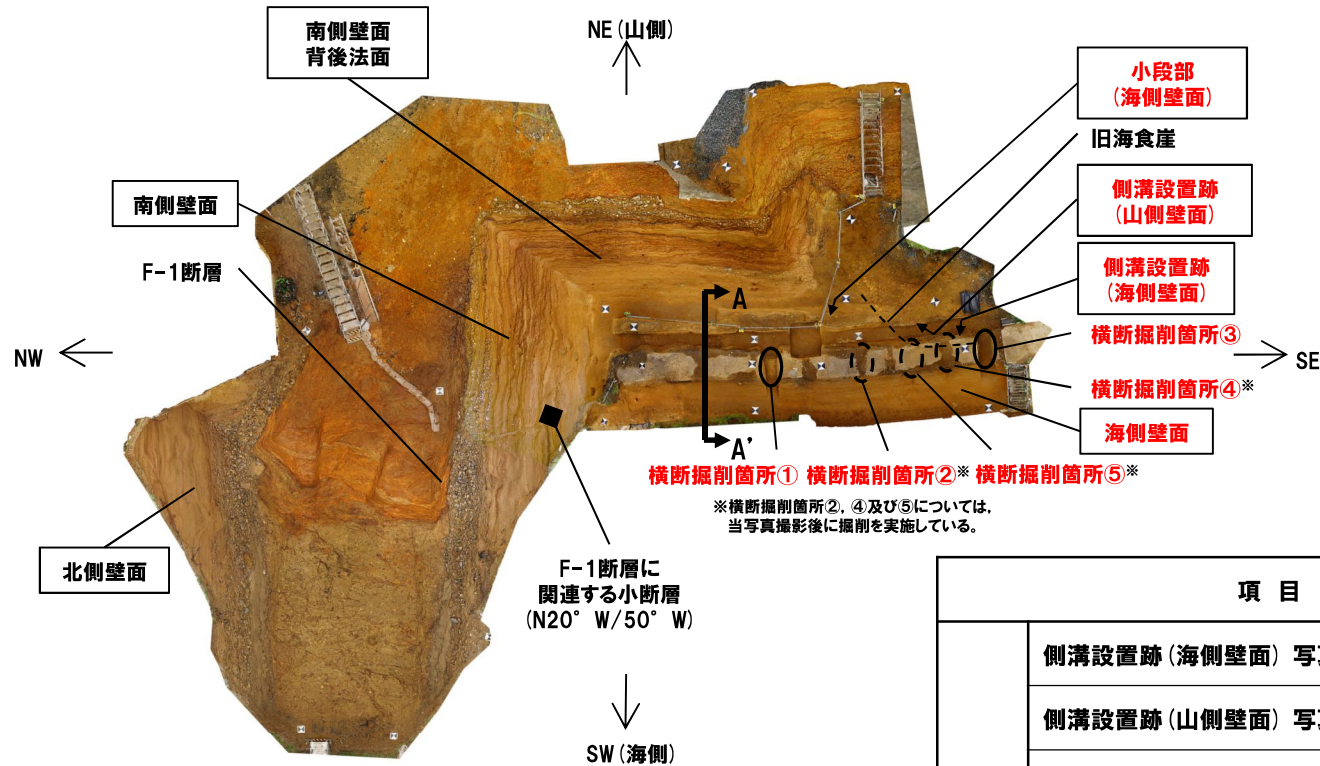 南側壁面
背後法面
NE(山側)
小段部
(海側壁面)
旧海食崖
側溝設置跡
(山側壁面)
南側壁面
側溝設置跡
(海側壁面)
F-1断層
A
横断掘削箇所③
NW
SE
横断掘削箇所④※
海側壁面
A'
横断掘削箇所① 横断掘削箇所②※ 横断掘削箇所⑤※
※横断掘削箇所②, ④及び⑤については,
当写真撮影後に掘削を実施している。
北側壁面
F-1断層に
関連する小断層
(N20°W/50°W)
SW(海側)
項 目
側溝設置跡(海側壁面) 写
側溝設置跡(山側壁面) 写